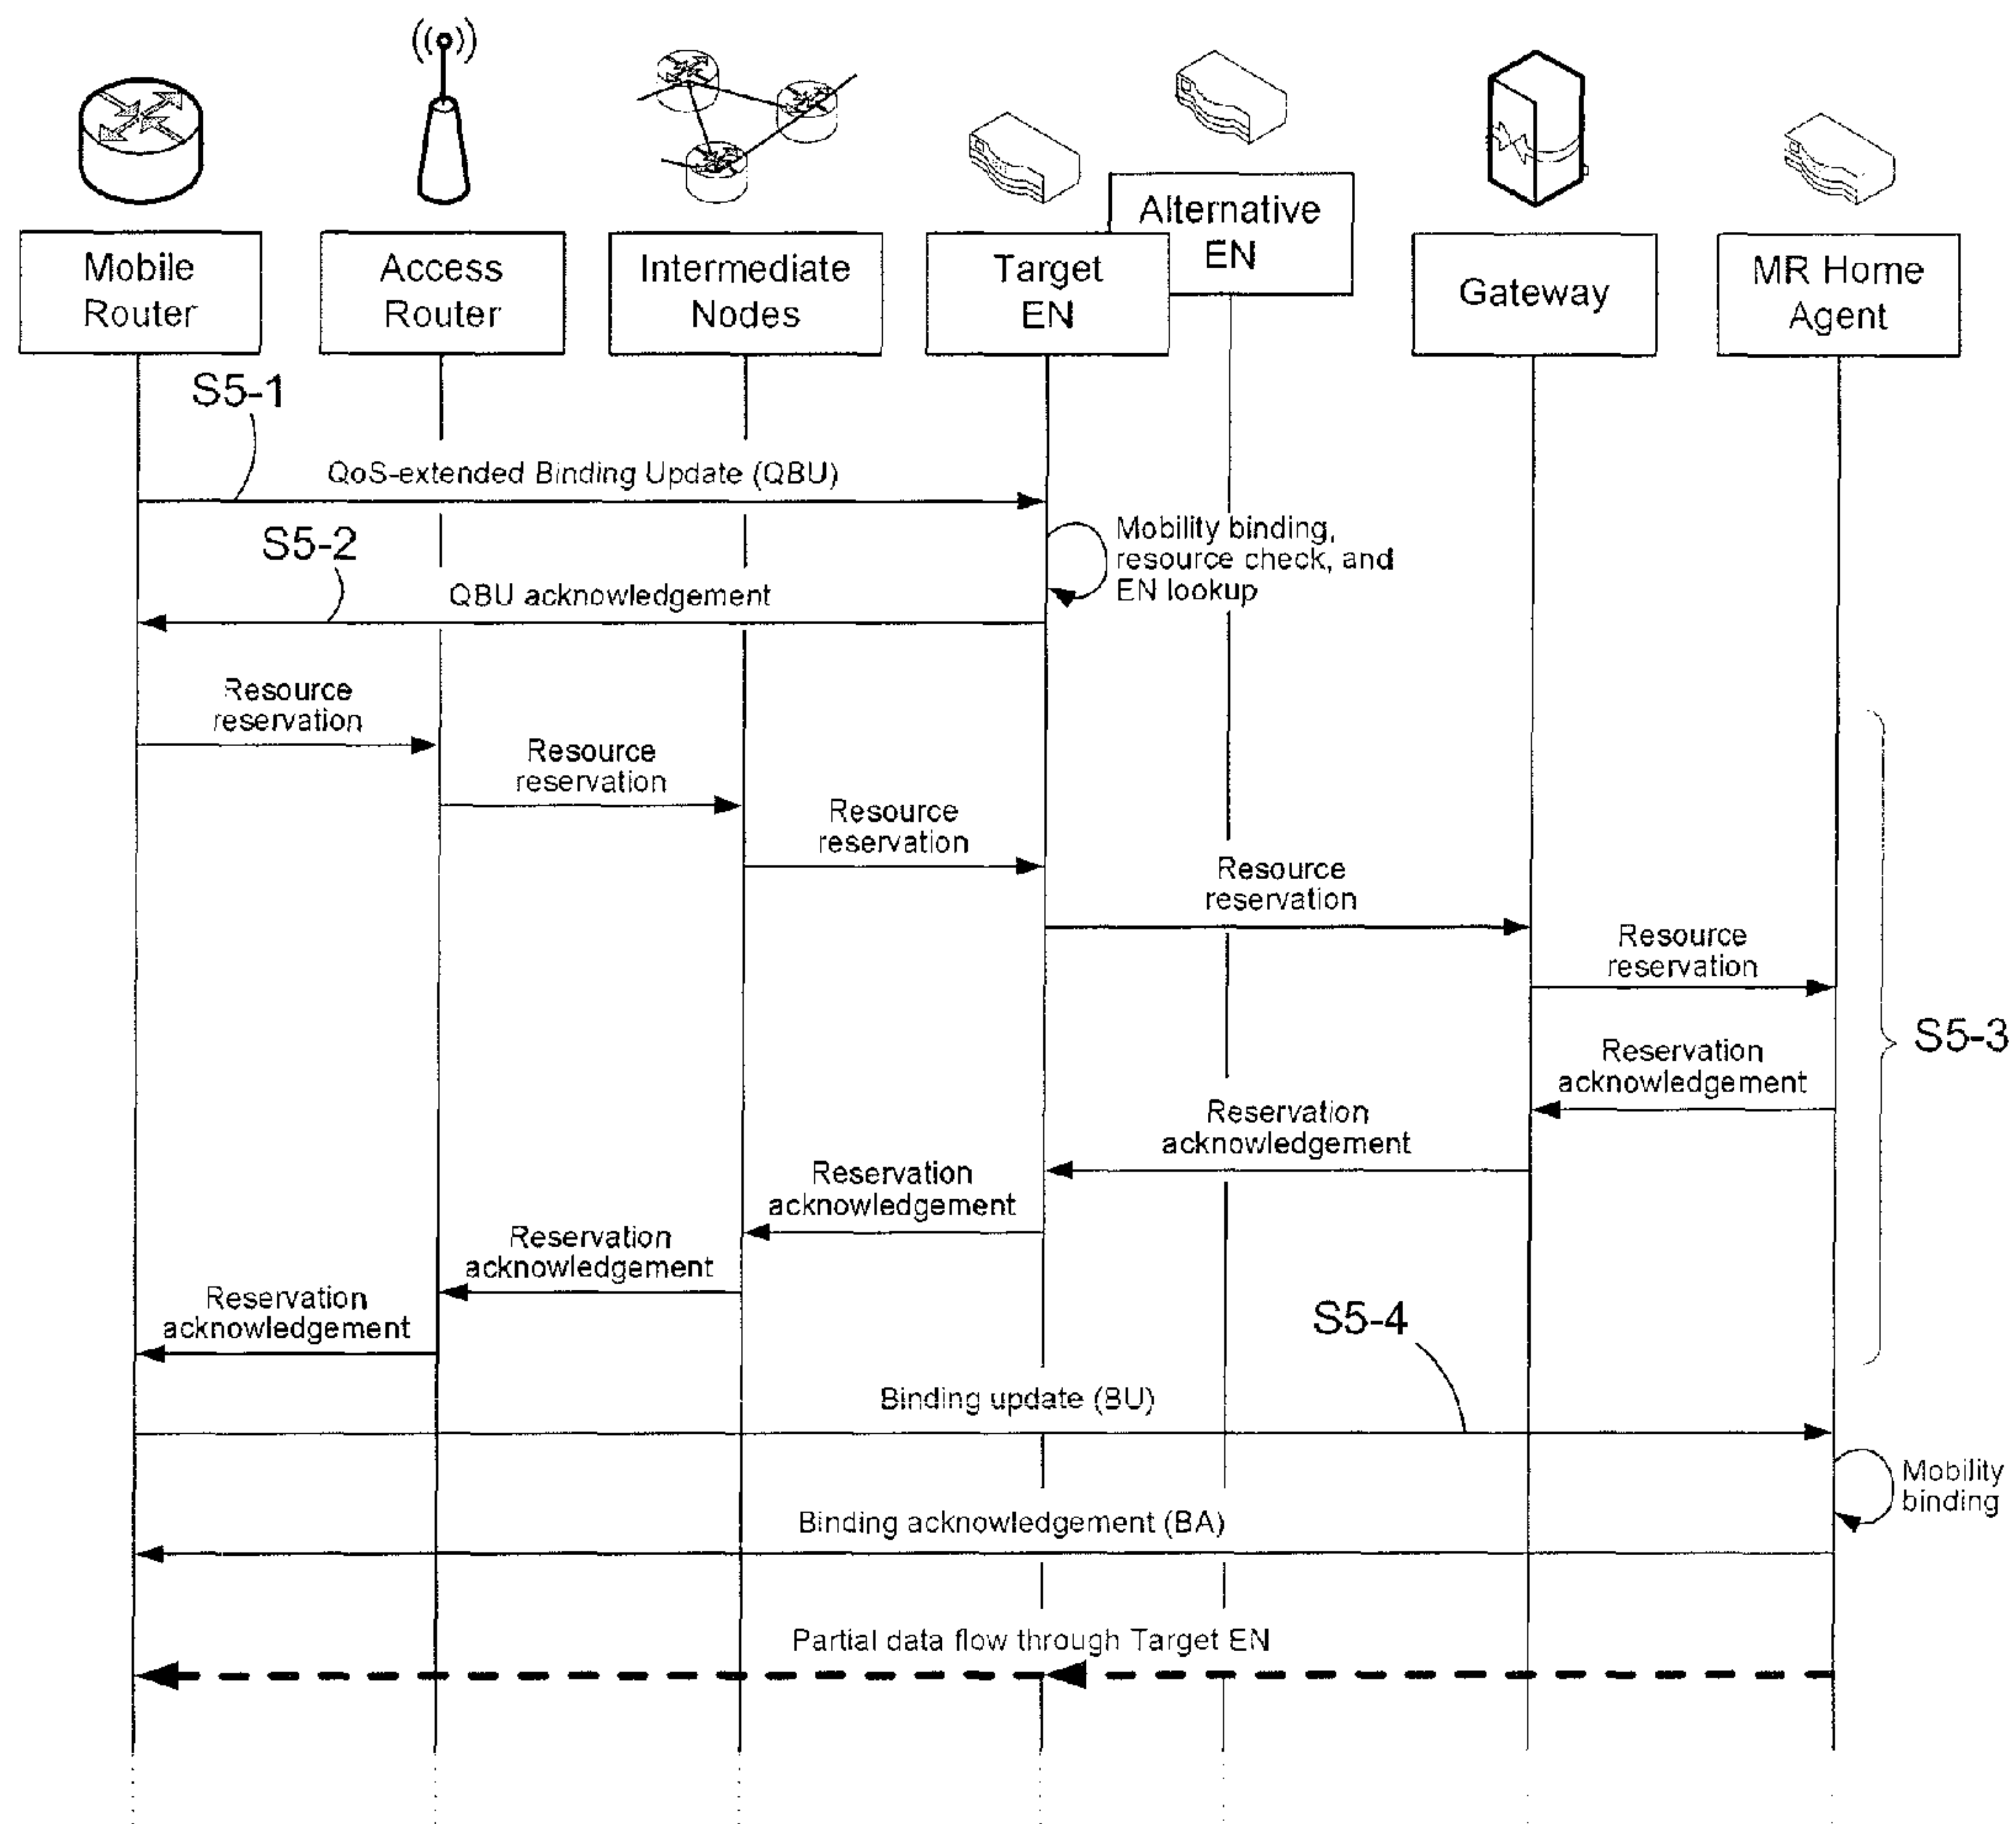 Mobile
Router
Access
Router
Intermediate
Nodes
Target
EN
Alternative
EN
Gateway
MR Home
Agent
S5-1
QoS-extended Binding Update (QBU)
Mobility binding,
resource check, and
EN lookup
S5-2
QBU acknowledgement
Resource
reservation
Resource
reservation
Resource
reservation
Resource
reservation
Resource
reservation
S5-3
Reservation
acknowledgement
Reservation
acknowledgement
Reservation
acknowledgement
Reservation
acknowledgement
Reservation
acknowledgement
S5-4
Binding update (BU)
Mobility
binding
Binding acknowledgement (BA)
Partial data flow through Target EN